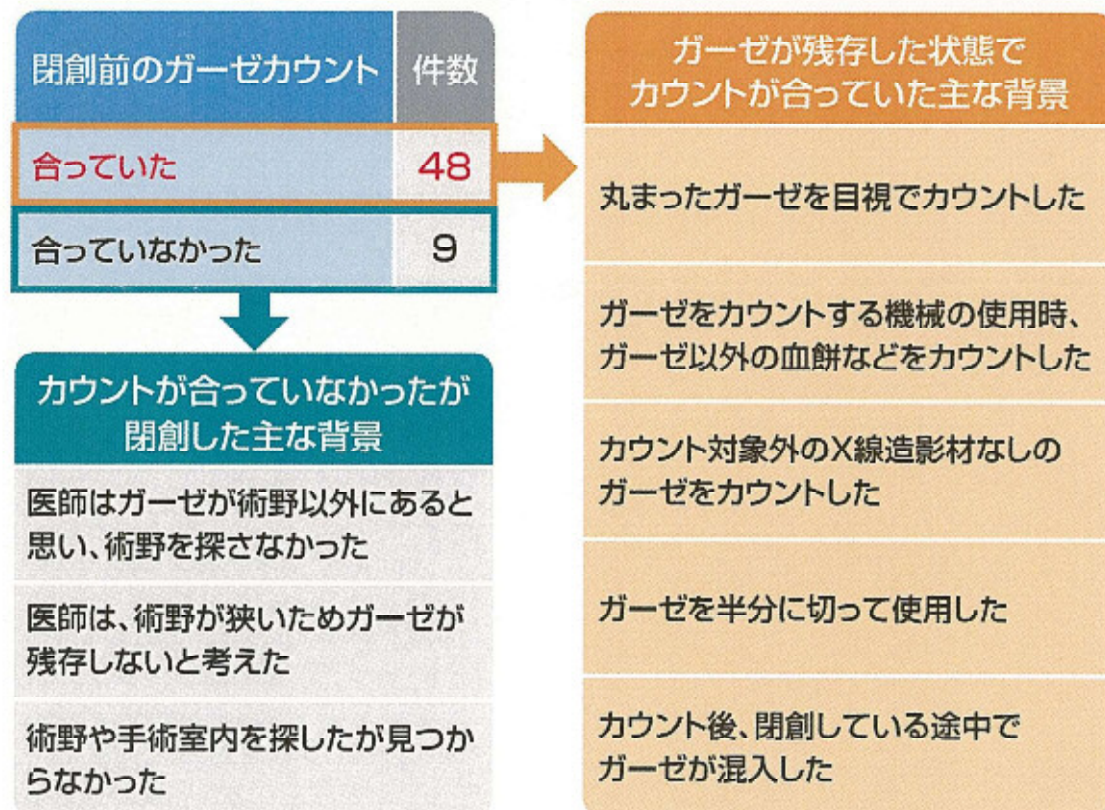 閉創前のガーゼカウント 件数
合っていた 48
合っていなかった 9
カウントが合っていなかったが
閉創した主な背景
医師はガーゼが術野以外にあると
思い、術野を探さなかった
医師は、術野が狭いためガーゼが
残存しないと考えた
術野や手術室内を探したが見つか
らなかった
ガーゼが残存した状態で
カウントが合っていた主な背景
丸まったガーゼを目視でカウントした
ガーゼをカウントする機械の使用時、
ガーゼ以外の血餅などをカウントした
カウント対象外のX線造影材なしの
ガーゼをカウントした
ガーゼを半分に切って使用した
カウント後、閉創している途中で
ガーゼが混入した